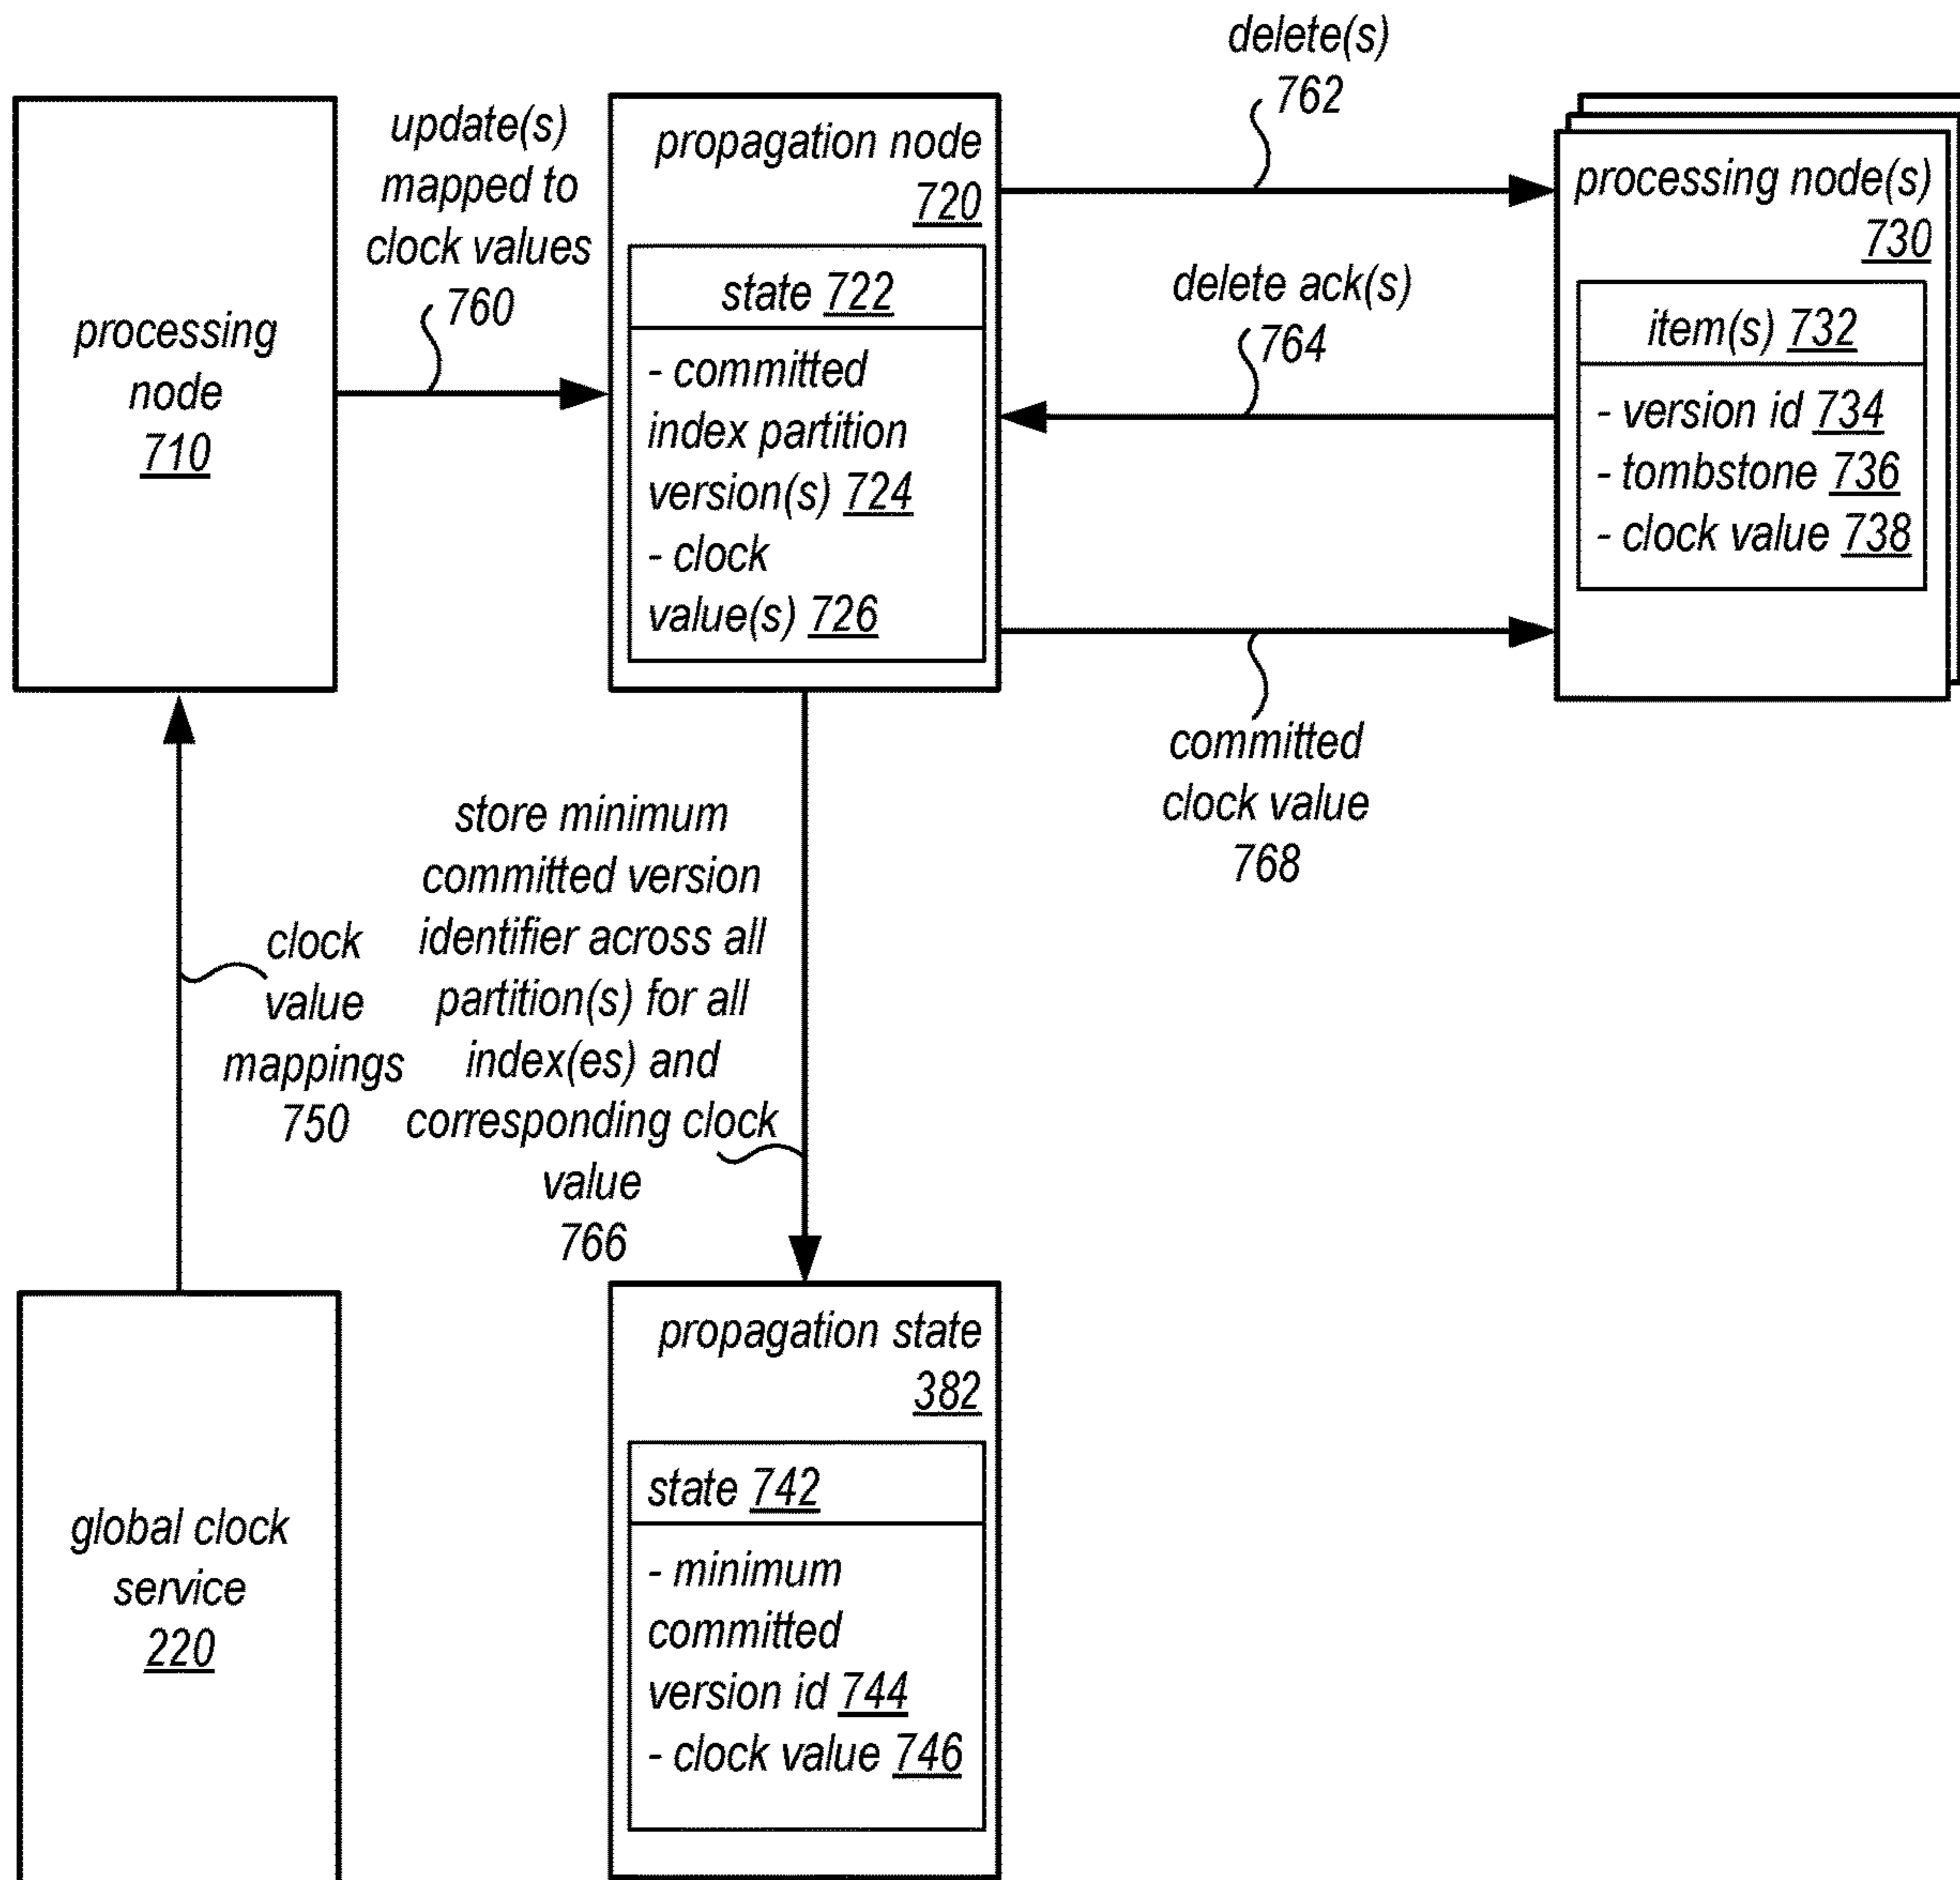 processing
node
710
update(s)
mapped to
clock values
760
propagation node
720
state 722
- committed
index partition
version(s) 724
- clock
value(s) 726
delete(s)
762
delete ack(s)
764
committed
clock value
768
processing node(s)
730
item(s) 732
- version id 734
- tombstone 736
- clock value 738
clock
value
mappings
750
store minimum
committed version
identifier across all
partition(s) for all
index(es) and
corresponding clock
value
766
global clock
service
220
propagation state
382
state 742
- minimum
committed
version id 744
- clock value 746